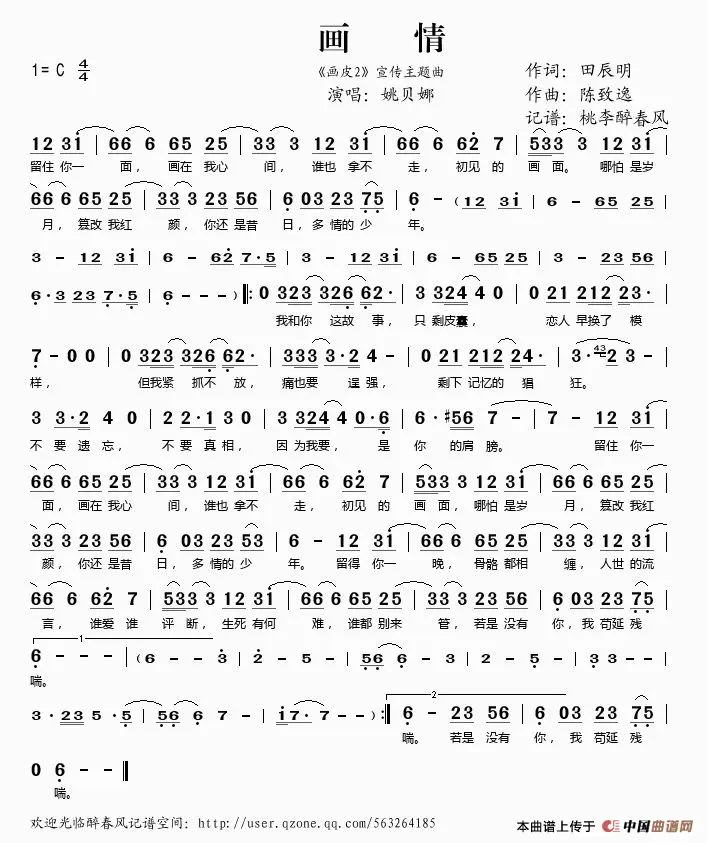 画 情
《画皮2》宣传主题曲
1= C 4/4
作词：田辰明
演唱：姚贝娜
作曲：陈致逸
记谱：桃李醉春风
12 3i | 66 6 65 25 | 33 3 12 3i | 66 6 62 7 | 533 3 12 3i |
留住你一 面，画在我心 间，谁也拿不 走，初见的 画面。哪怕是岁
66 6 65 25 | 33 3 23 56 | 6 03 23 75 | 6 - (12 3i | 6 - 65 25 |
月，篡改我红 颜，你还是昔 日，多情的少 年。
3 - 12 3i | 6 - 62 7·5 | 3 - 12 3i | 6 - 65 25 | 3 - 23 56 |
6·3 23 7·5 | 6 - - - ) ‖: 0 323 326 62· | 3 324 4 0 | 0 21 212 23· |
我和你 这故事，只剩皮囊， 恋人早换了模
7 - 0 0 | 0 323 326 62· | 333 3·2 4 - | 0 21 212 24· | 3·43 2 3 - |
样， 但我紧 抓不放，痛也要逞强， 剩下记忆的猖 狂。
3 3·2 4 0 | 2 2·1 3 0 | 3 324 4 0·6 | 6·#56 7 - | 7 - 12 3i |
不要遗忘， 不要真相， 因为我要， 是 你的肩膀。 留住你一
66 6 65 25 | 33 3 12 3i | 66 6 62 7 | 533 3 12 3i | 66 6 65 25 |
面，画在我心 间，谁也拿不 走，初见的 画面，哪怕是岁 月，篡改我红
33 3 23 56 | 6 03 23 53 | 6 - 12 3i | 66 6 65 25 | 33 3 12 3i |
颜，你还是昔 日，多情的少 年。留得你一 晚，骨骼都相 缠，人世的流
66 6 62 7 | 533 3 12 3i | 66 6 65 25 | 33 3 23 56 | 6 03 23 75 |
言，谁爱谁 评断，生死有何 难，谁都别来 管，若是没有 你，我苟延残
1
6 - - - | (6 - - 3 | 2 - 5 - | 56 6 - 3 | 2 - 5 - | 3 3 - -
喘。
3·23 5·5 | 56 6 7 - | i7·7 - - ) :‖ 2 6 - 23 56 | 6 03 23 75 |
喘。 若是没有 你，我苟延残
0 6 - - ‖
喘。
欢迎光临醉春风记谱空间：http://user.qzone.qq.com/563264185
本曲谱上传于 中国曲谱网